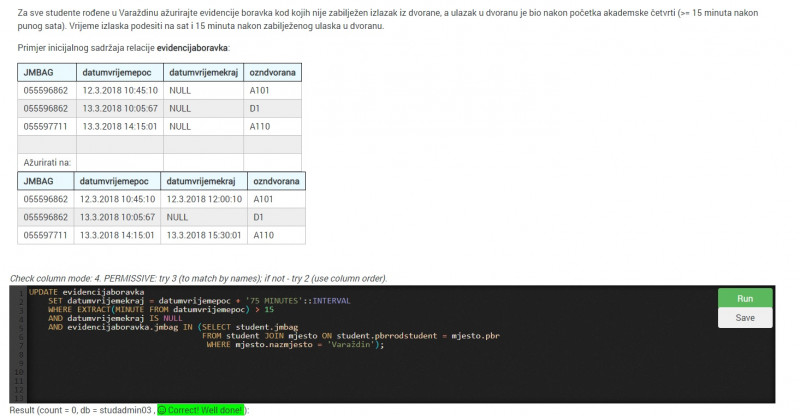 Za sve studente rođene u Varaždinu ažurirajte evidencije boravka kod kojih nije zabilježen izlazak iz dvorane, a ulazak u dvoranu je bio nakon početka akademske četvrti (>= 15 minuta nakon
punog sata). Vrijeme izlaska podesiti na sat i 15 minuta nakon zabilježenog ulaska u dvoranu.
Primjer inicijalnog sadržaja relacije evidencijaboravka:
JMBAG datumvrijemepoc datumvrijemekraj ozndvorana
055596862 12.3.2018 10:45:10 NULL A101
055596862 13.3.2018 10:05:67 NULL D1
055597711 13.3.2018 14:15:01 NULL A110
Ažurirati na:
JMBAG datumvrijemepoc datumvrijemekraj ozndvorana
055596862 12.3.2018 10:45:10 12.3.2018 12:00:10 A101
055596862 13.3.2018 10:05:67 NULL D1
055597711 13.3.2018 14:15:01 13.3.2018 15:30:01 A110
Check column mode: 4. PERMISSIVE: try 3 (to match by names); if not - try 2 (use column order).
1 UPDATE evidencijaboravka
2 SET datumvrijemekraj = datumvrijemepoc + '75 MINUTES'::INTERVAL
3 WHERE EXTRACT(MINUTE FROM datumvrijemepoc) > 15
4 AND datumvrijemekraj IS NULL
5 AND evidencijaboravka.jmbag IN (SELECT student.jmbag
6 FROM student JOIN mjesto ON student.pbrrodstudent = mjesto.pbr
7 WHERE mjesto.nazmjesto = 'Varaždin');
8
9
10
11
12
13
Run
Save
Result (count = 0, db = studadmin03 , Correct! Well done! ):